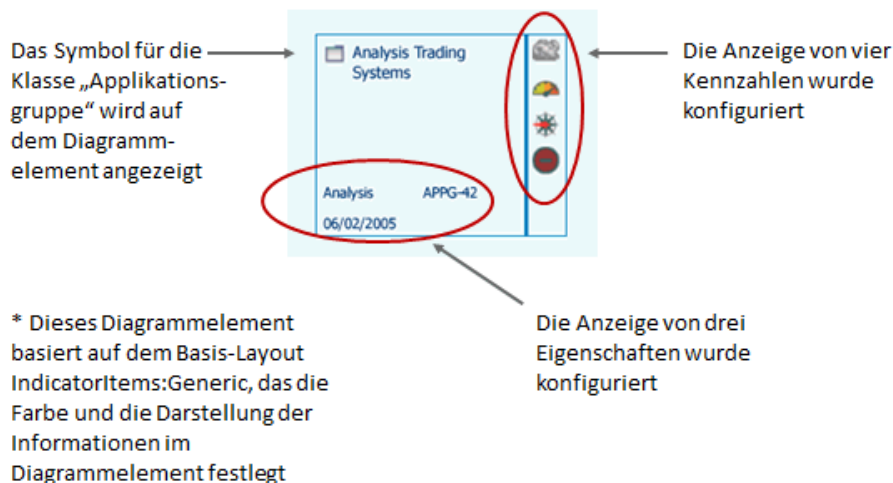 Das Symbol für die
Klasse „Applikations-
gruppe“ wird auf
dem Diagramm-
element angezeigt
Analysis Trading
Systems
Analysis APPG-42
06/02/2005
Die Anzeige von vier
Kennzahlen wurde
konfiguriert
* Dieses Diagrammelement
basiert auf dem Basis-Layout
IndicatorItems:Generic, das die
Farbe und die Darstellung der
Informationen im
Diagrammelement festlegt
Die Anzeige von drei
Eigenschaften wurde
konfiguriert